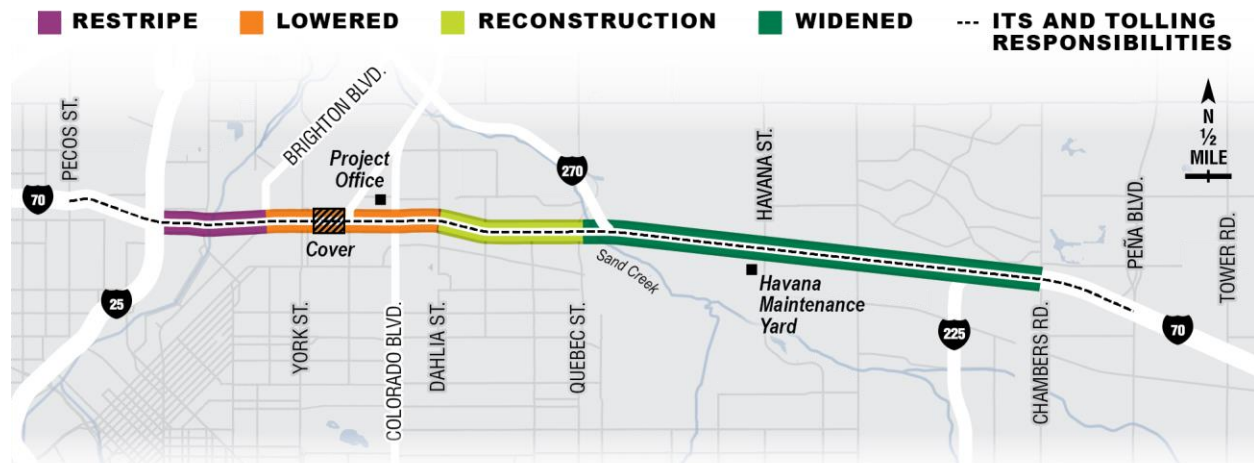 RESTRIPE
LOWERED
RECONSTRUCTION
WIDENED
ITS AND TOLLING
RESPONSIBILITIES
PECOS ST.
BRIGHTON BLVD.
Project
Office
270
HAVANA ST.
N
½
MILE
70
Cover
Sand Creek
PEÑA BLVD.
TOWER RD.
25
YORK ST.
COLORADO BLVD.
DAHLIA ST.
QUEBEC ST.
Havana
Maintenance
Yard
225
CHAMBERS RD.
70